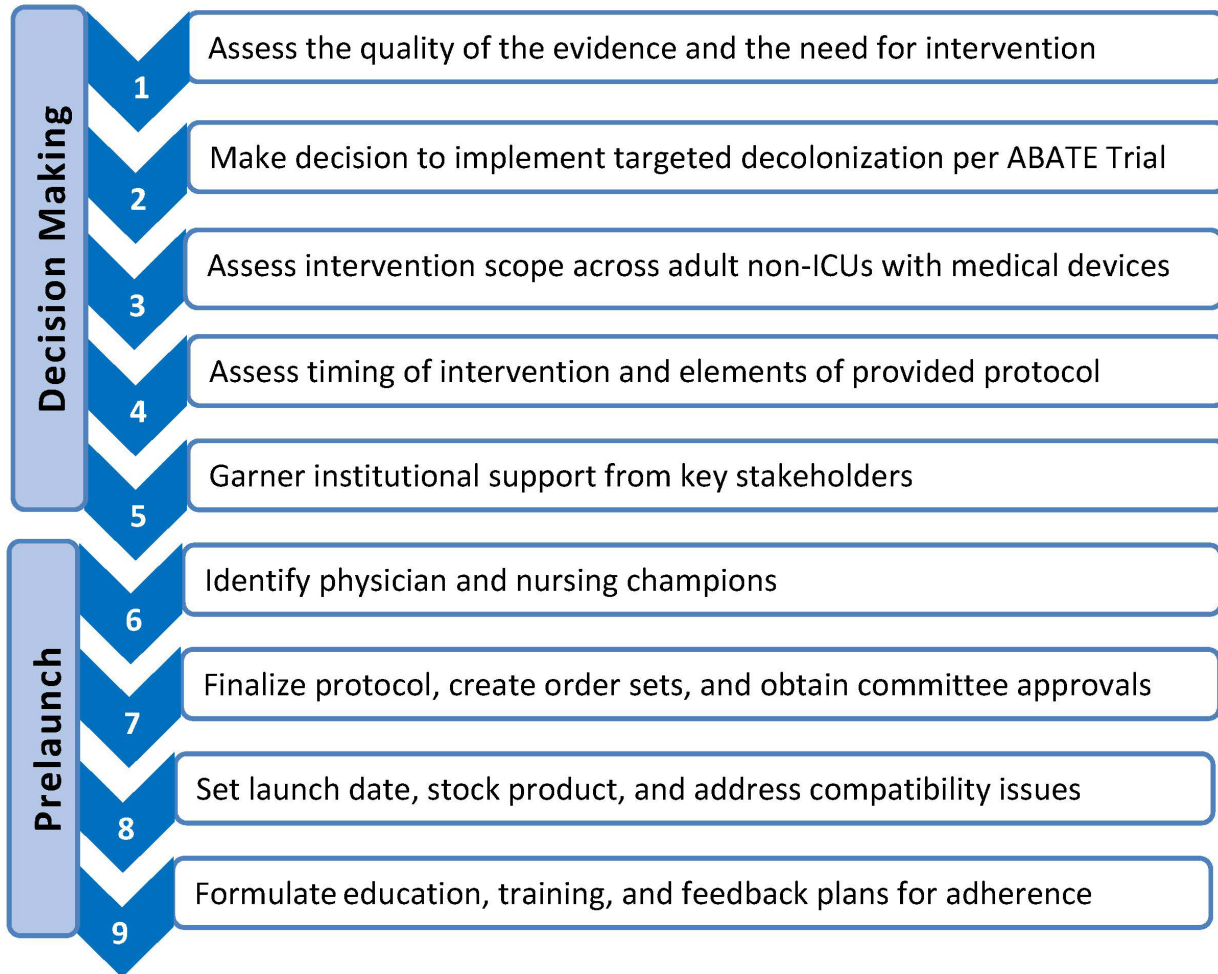 Decision Making
1
Assess the quality of the evidence and the need for intervention
2
Make decision to implement targeted decolonization per ABATE Trial
3
Assess intervention scope across adult non-ICUs with medical devices
4
Assess timing of intervention and elements of provided protocol
5
Garner institutional support from key stakeholders
Prelaunch
6
Identify physician and nursing champions
7
Finalize protocol, create order sets, and obtain committee approvals
8
Set launch date, stock product, and address compatibility issues
9
Formulate education, training, and feedback plans for adherence